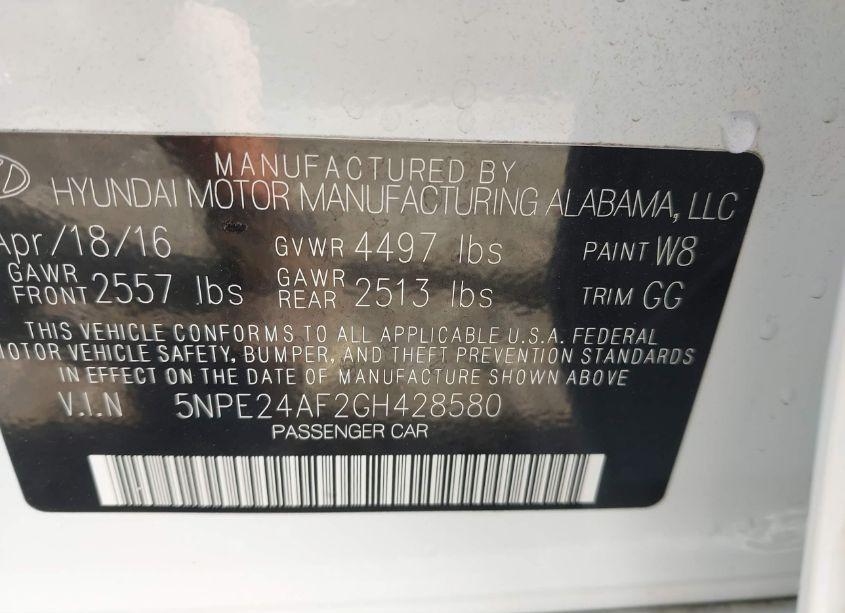 MANUFACTURED BY
HYUNDAI MOTOR MANUFACTURING ALABAMA, LLC
Apr/18/16 GVWR 4497 lbs PAINT W8
GAWR FRONT 2557 lbs GAWR REAR 2513 lbs TRIM GG
THIS VEHICLE CONFORMS TO ALL APPLICABLE U.S.A. FEDERAL
MOTOR VEHICLE SAFETY, BUMPER, AND THEFT PREVENTION STANDARDS
IN EFFECT ON THE DATE OF MANUFACTURE SHOWN ABOVE
V.I.N 5NPE24AF2GH428580
PASSENGER CAR